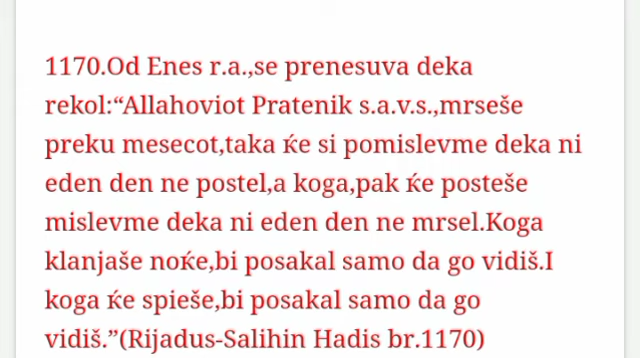 1170.Od Enes r.a.,se prenesuva deka
rekol:“Allahoviot Pratenik s.a.v.s.,mrseše
preku mesecot,taka ḱe si pomislevme deka ni
eden den ne postel,a koga,pak ḱe posteše
mislevme deka ni eden den ne mrsel.Koga
klanjaše noḱe,bi posakal samo da go vidiš.I
koga ḱe spieše,bi posakal samo da go
vidiš.”(Rijadus-Salihin Hadis br.1170)